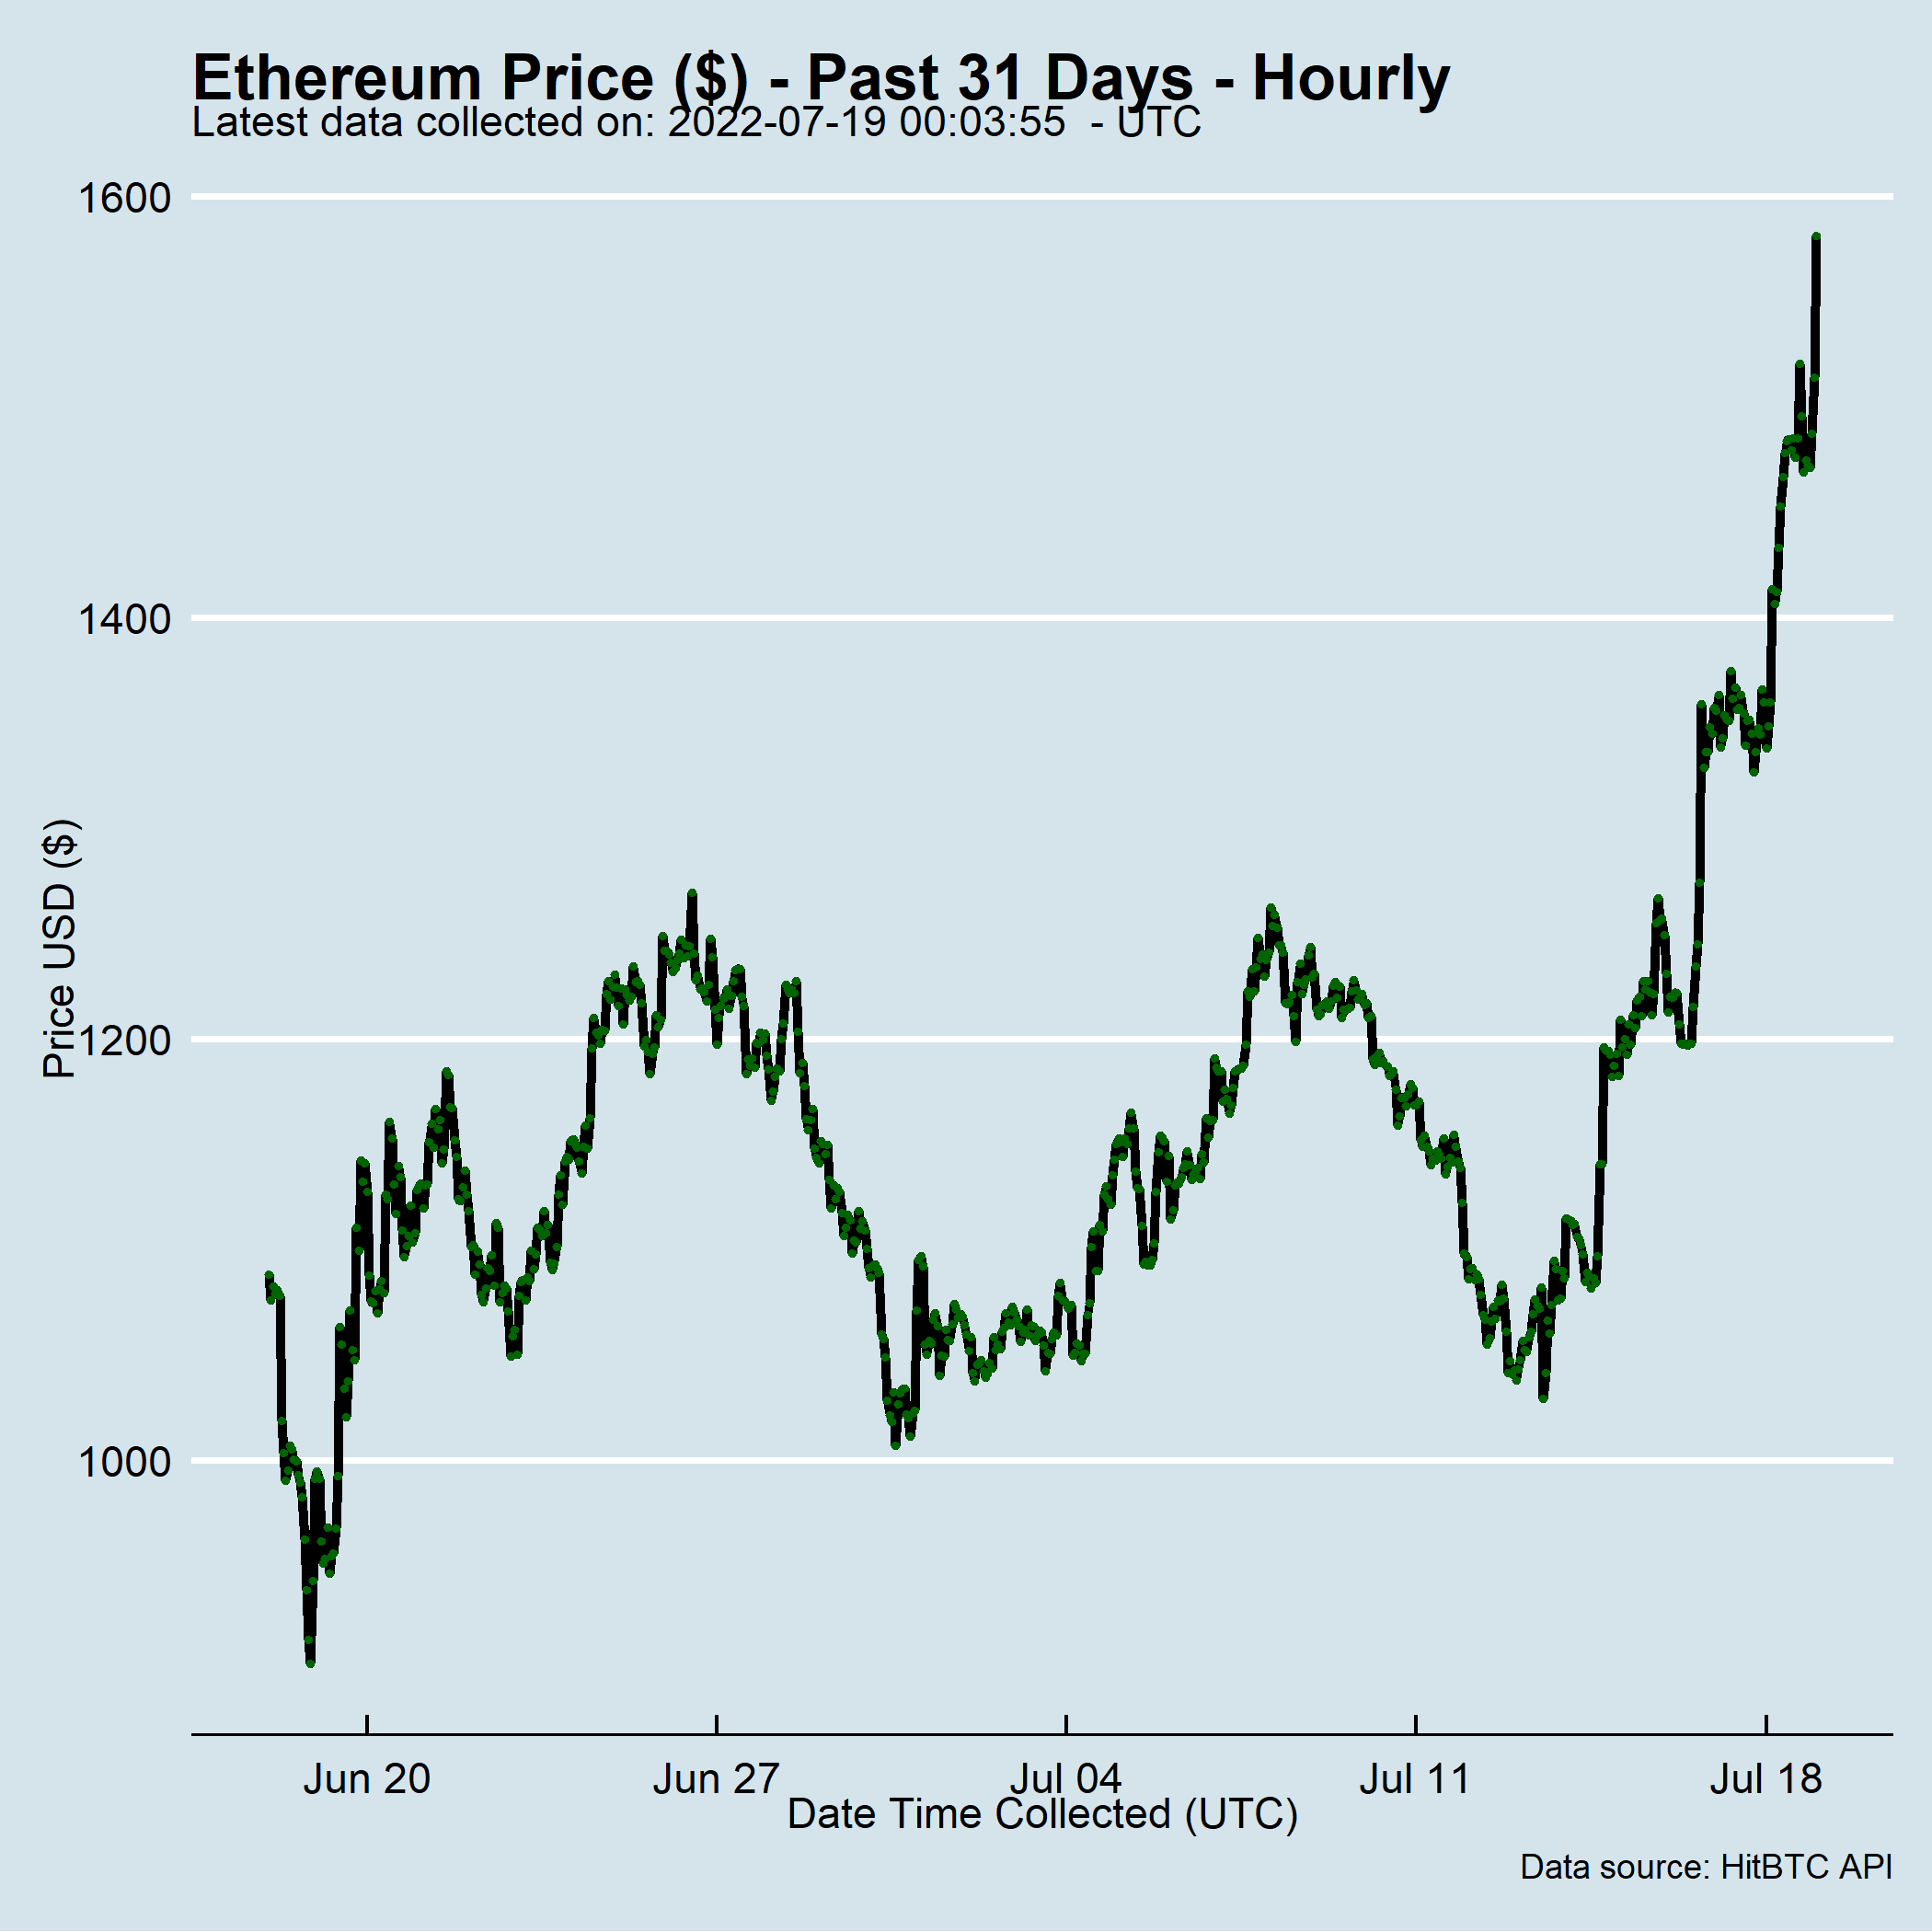 Ethereum Price ($) - Past 31 Days - Hourly
Latest data collected on: 2022-07-19 00:03:55  - UTC
1600
1400
1200
1000
Price USD ($)
Jun 20
Jun 27
Jul 04
Jul 11
Jul 18
Date Time Collected (UTC)
Data source: HitBTC API